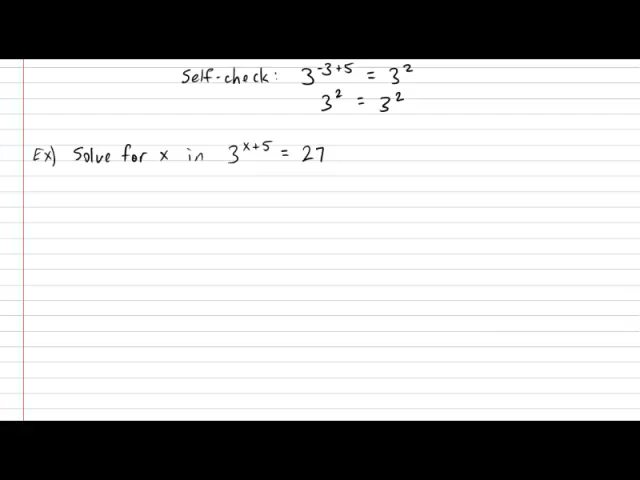 Self-check: 3^-3+5 = 3^2
3^2 = 3^2
Ex) Solve for x in 3^x+5 = 27